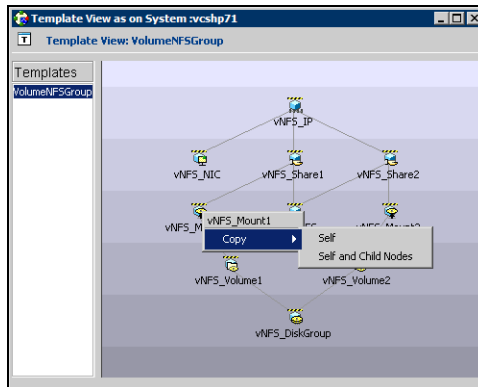 Template View as on System :vcshp71
Template View: VolumeNFSGroup
Templates
VolumeNFSGroup
vNFS_IP
vNFS_NIC
vNFS_Share1
vNFS_Share2
vNFS_Mount1
Copy
Self
Self and Child Nodes
vNFS_Volume1
vNFS_Volume2
vNFS_DiskGroup